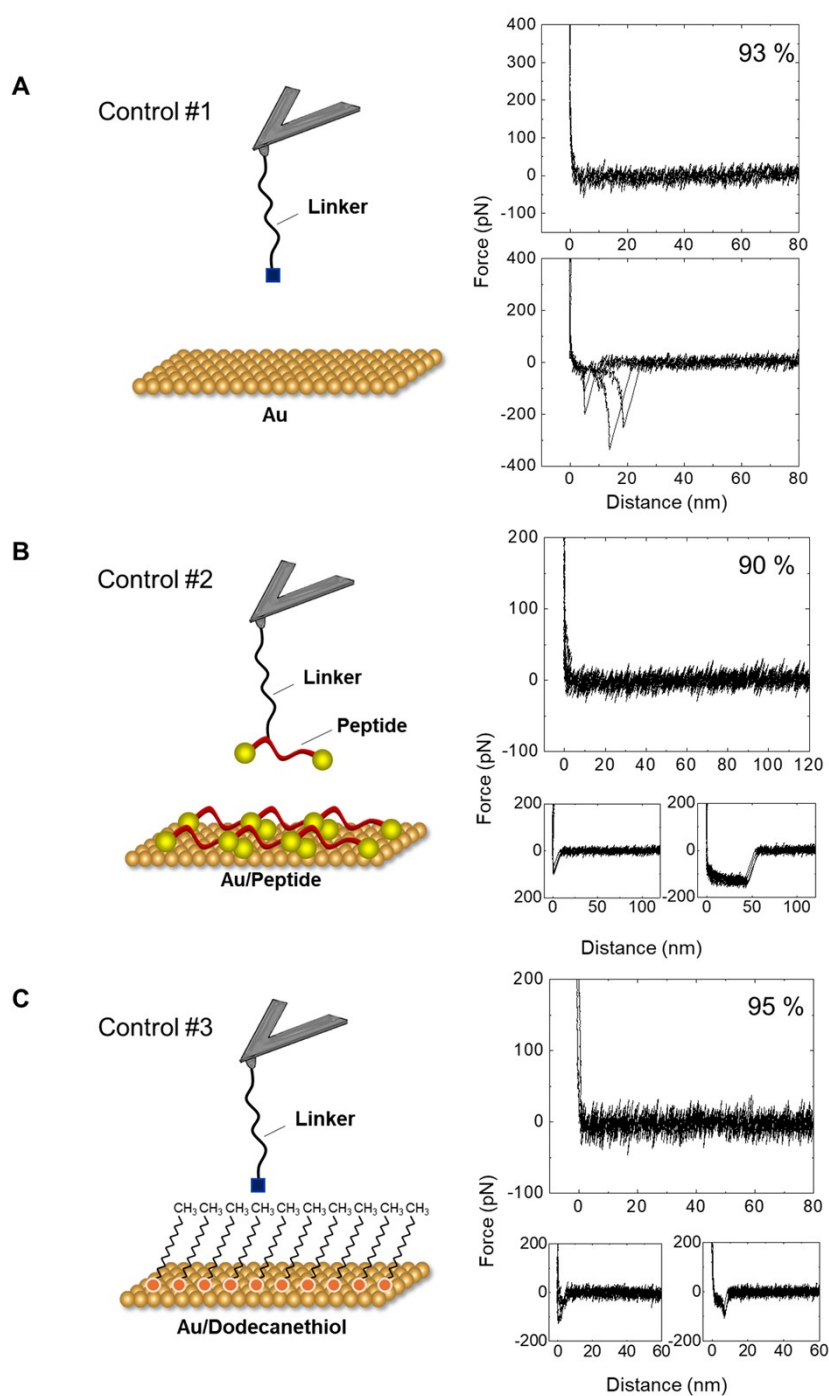 A
Control #1
Linker
Au
93 %
400
300
200
100
0
-100
0 20 40 60 80
Force (pN)
400
200
0
-200
-400
0 20 40 60 80
Distance (nm)
B
Control #2
Linker
Peptide
Au/Peptide
90 %
200
100
0
-100
0 20 40 60 80 100 120
Force (pN)
200
0
200
0 50 100
200
0
-200
0 50 100
Distance (nm)
C
Control #3
Linker
CH3 CH3 CH3 CH3 CH3 CH3 CH3 CH3 CH3 CH3
Au/Dodecanethiol
95 %
200
100
0
-100
0 20 40 60 80
Force (pN)
200
0
-200
0 20 40 60
200
0
-200
0 20 40 60